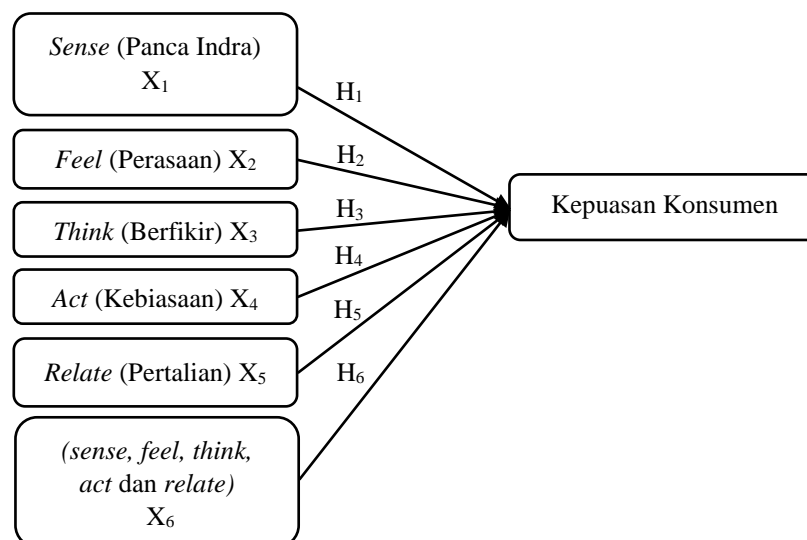 Sense (Panca Indra)
X1
H1
Feel (Perasaan) X2
H2
Kepuasan Konsumen
Think (Berfikir) X3
H3
Act (Kebiasaan) X4
H4
Relate (Pertalian) X5
H5
H6
(sense, feel, think,
act dan relate)
X6